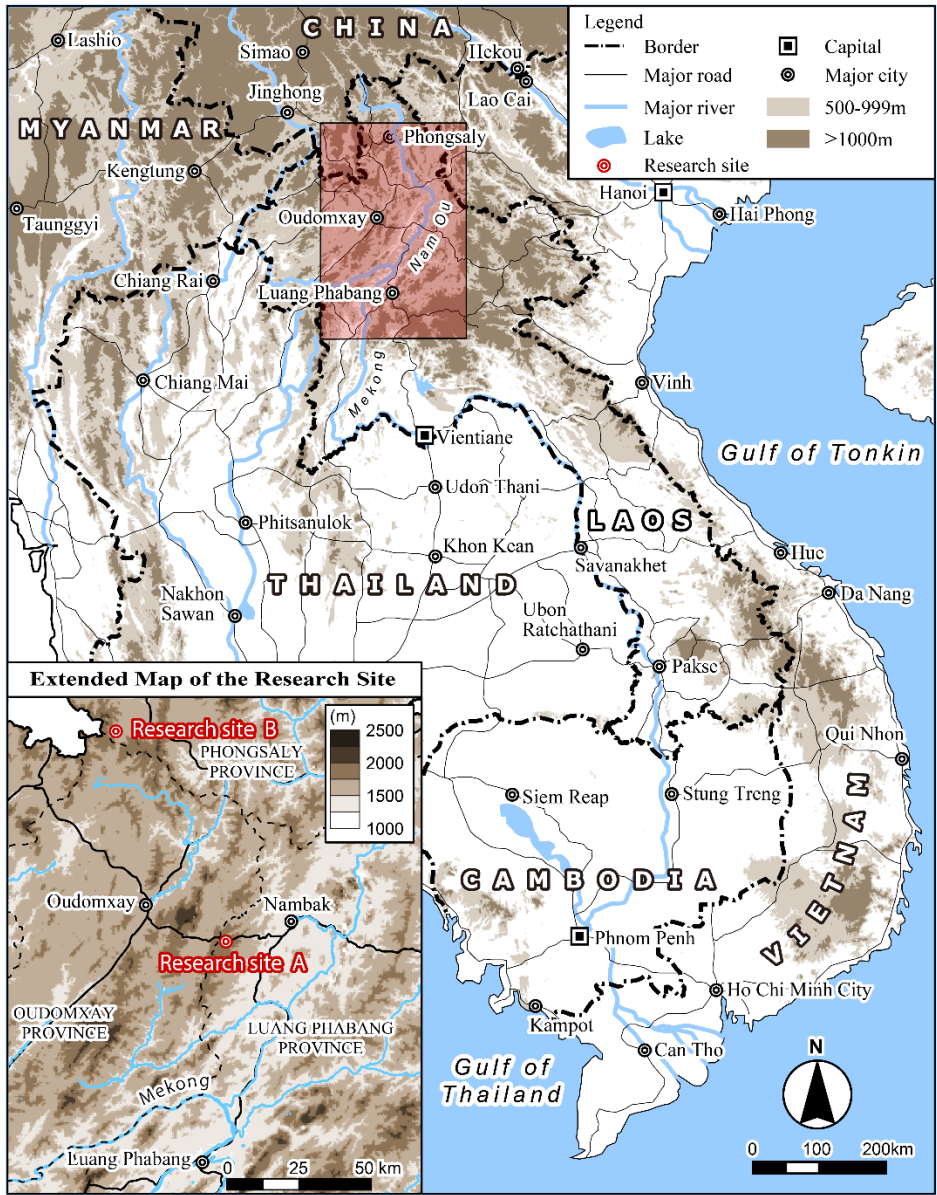 CHINA
Lashio
Simao
HcKou
Lao Cai
Jinghong
MYANMAR
Phongsaly
Kengtung
Taunggyi
Oudomxay
Nam Ou
Chiang Rai
Luang Phabang
Hanoi
Hai Phong
Legend
Border
Capital
Major road
Major city
Major river
500-999m
Lake
>1000m
Research site
Chiang Mai
Mekong
Vinh
Vientiane
Gulf of Tonkin
Udon Thani
Phitsanulok
LAOS
Khon Kean
Savanakhet
Hue
THAILAND
Da Nang
Nakhon
Sawan
Ubon
Ratchathani
Pakse
Qui Nhon
Siem Reap
Stung Treng
CAMBODIA
VIETNAM
Phnom Penh
Ho Chi Minh City
Kampot
Can Tho
Gulf of
Thailand
N
0 100 200km
Extended Map of the Research Site
Research site B
PHONGSALY
PROVINCE
(m)
2500
2000
1500
1000
Oudomxay
Nambak
Research site A
OUDOMXAY
PROVINCE
LUANG PHABANG
PROVINCE
Mekong
Luang Phabang
0 25 50 km